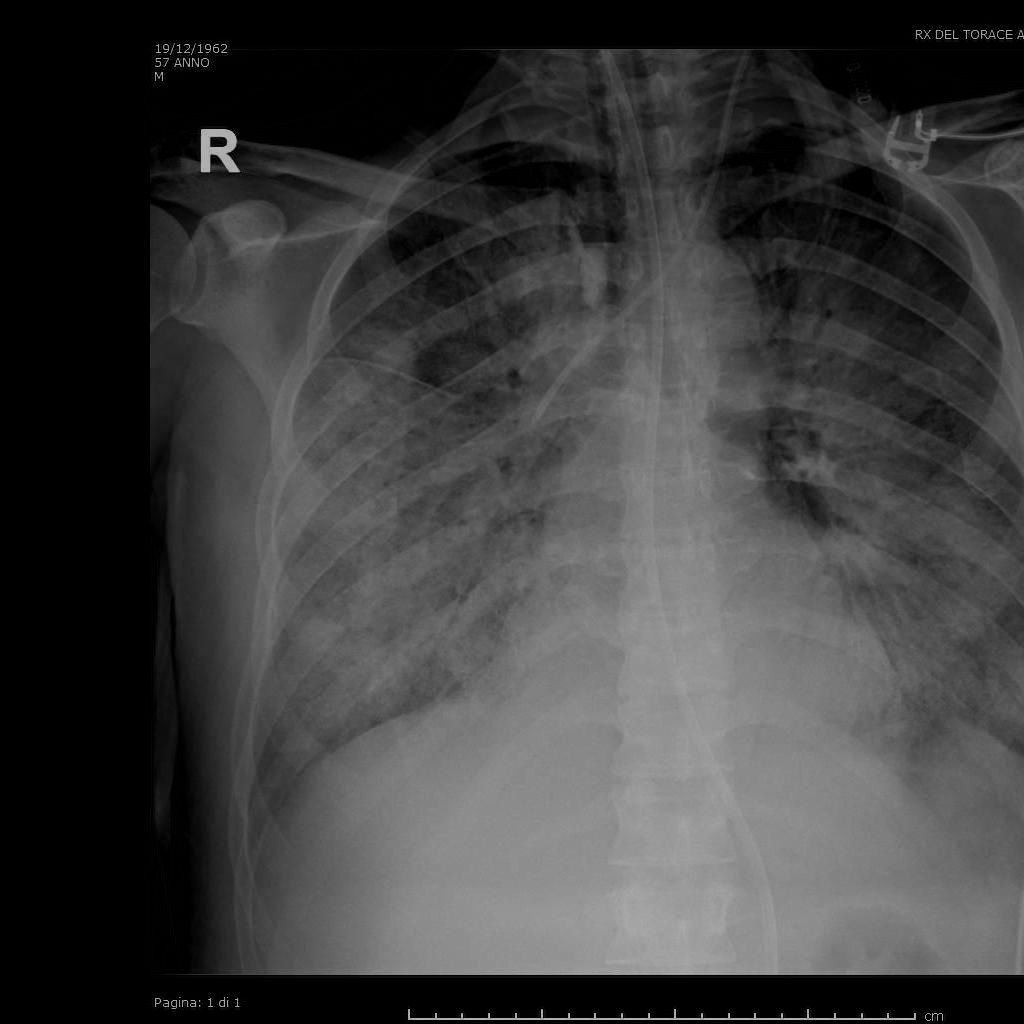 RX DEL TORACE A
19/12/1962
57 ANNO
M
R
Pagina: 1 di 1
cm